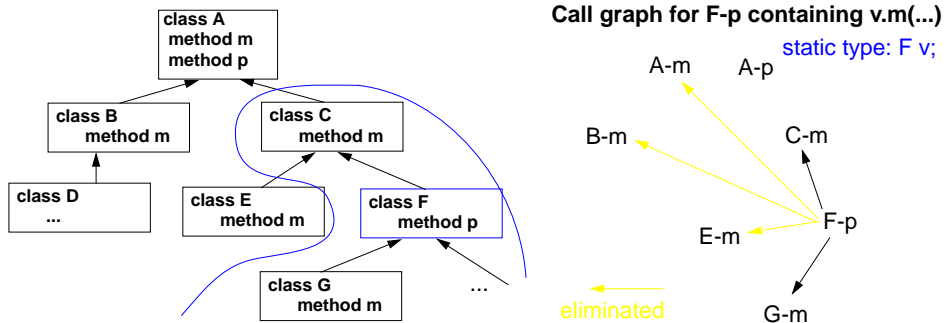 Call graph for F-p containing v.m(...)
static type: F v;
class A
method m
method p
class B
method m
class C
method m
class D
...
class E
method m
class F
method p
class G
method m
...
A-m
A-p
B-m
C-m
E-m
F-p
G-m
eliminated